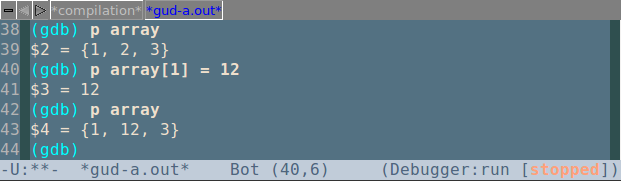 *compilation* *gud-a.out*
38 (gdb) p array
39 $2 = {1, 2, 3}
40 (gdb) p array[1] = 12
41 $3 = 12
42 (gdb) p array
43 $4 = {1, 12, 3}
44 (gdb)
-U:**- *gud-a.out* Bot (40,6) (Debugger:run [stopped])